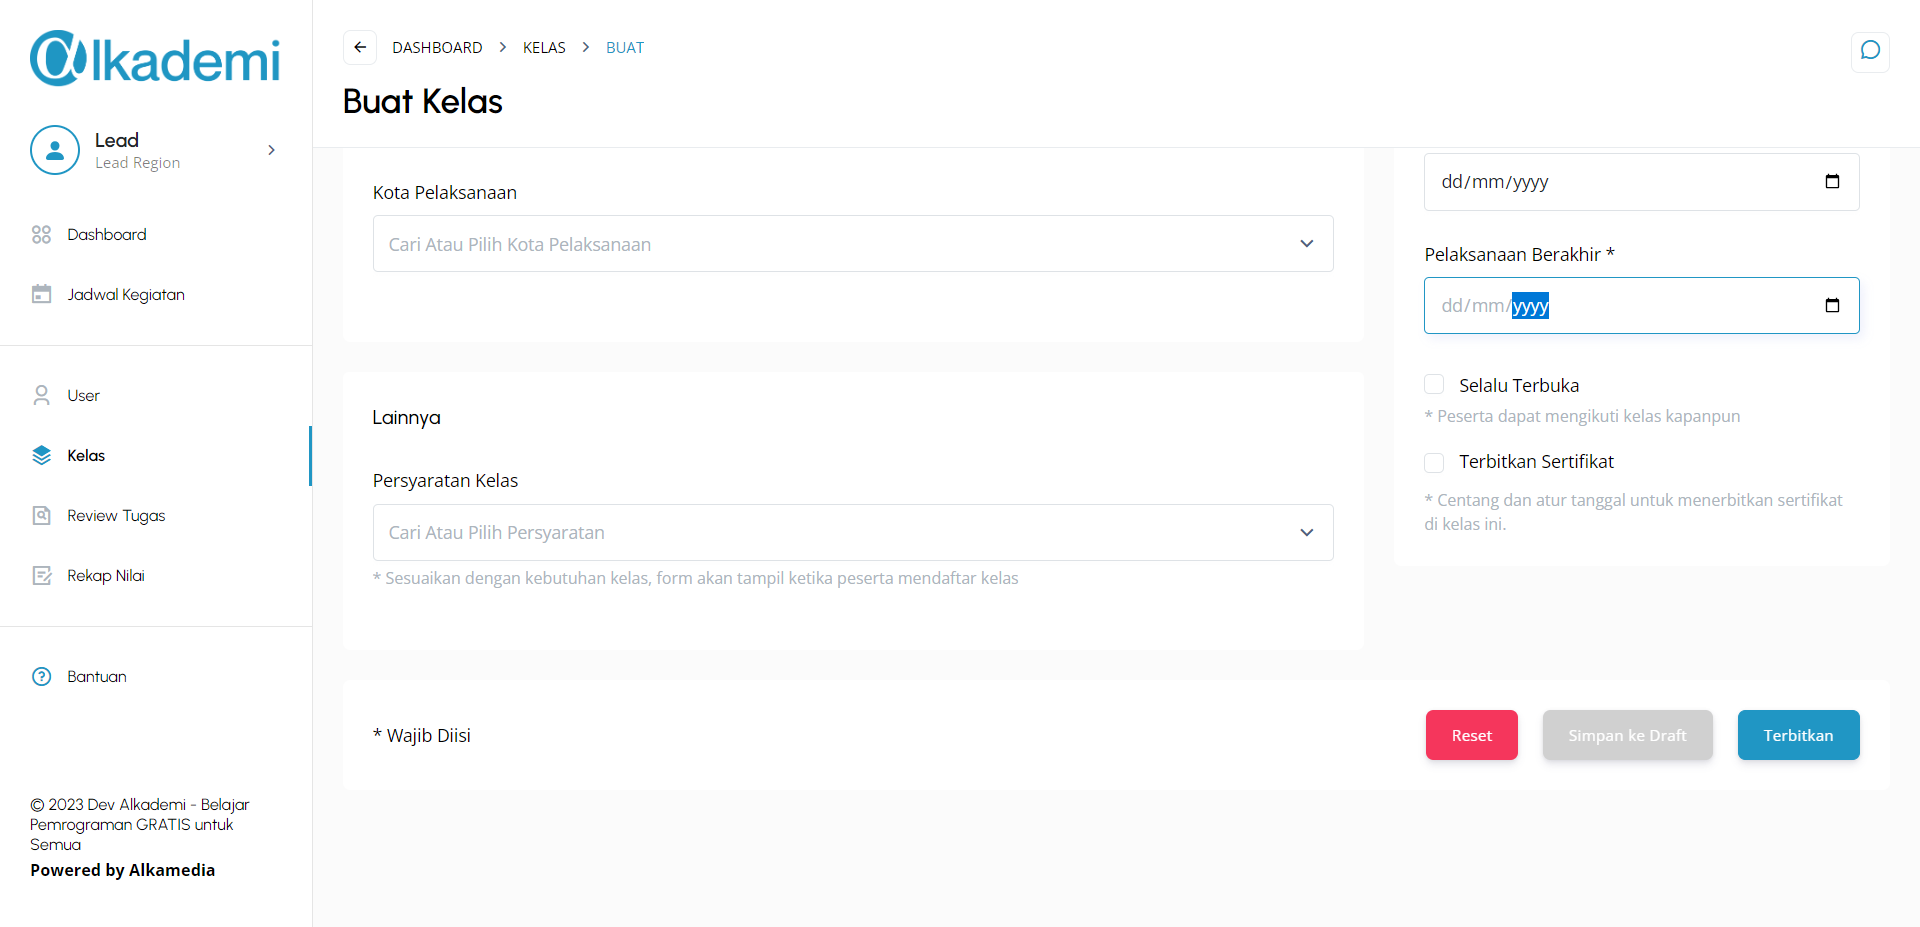 alkademi
Lead
Lead Region
Dashboard
Jadwal Kegiatan
User
Kelas
Review Tugas
Rekap Nilai
Bantuan
© 2023 Dev Alkademi - Belajar
Pemrograman GRATIS untuk
Semua
Powered by Alkamedia
DASHBOARD > KELAS > BUAT
Buat Kelas
Kota Pelaksanaan
Cari Atau Pilih Kota Pelaksanaan
Lainnya
Persyaratan Kelas
Cari Atau Pilih Persyaratan
* Sesuaikan dengan kebutuhan kelas, form akan tampil ketika peserta mendaftar kelas
dd/mm/yyyy
Pelaksanaan Berakhir *
dd/mm/yyyy
Selalu Terbuka
* Peserta dapat mengikuti kelas kapanpun
Terbitkan Sertifikat
* Centang dan atur tanggal untuk menerbitkan sertifikat
di kelas ini.
* Wajib Diisi
Reset
Simpan ke Draft
Terbitkan